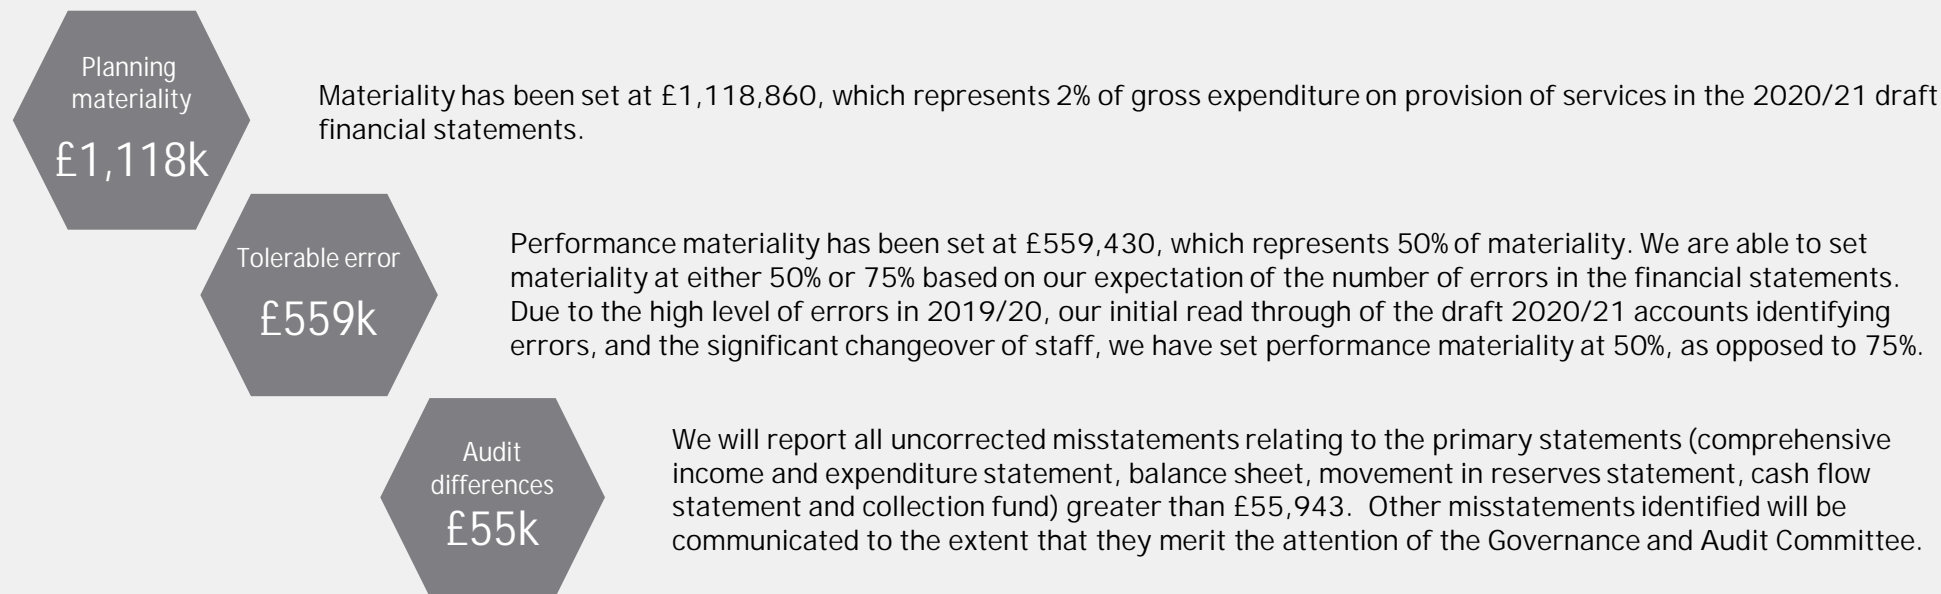 Planning
materiality
£1,118k
Materiality has been set at £1,118,860, which represents 2% of gross expenditure on provision of services in the 2020/21 draft
financial statements.
Tolerable error
£559k
Performance materiality has been set at £559,430, which represents 50% of materiality. We are able to set
materiality at either 50% or 75% based on our expectation of the number of errors in the financial statements.
Due to the high level of errors in 2019/20, our initial read through of the draft 2020/21 accounts identifying
errors, and the significant changeover of staff, we have set performance materiality at 50%, as opposed to 75%.
Audit
differences
£55k
We will report all uncorrected misstatements relating to the primary statements (comprehensive
income and expenditure statement, balance sheet, movement in reserves statement, cash flow
statement and collection fund) greater than £55,943.  Other misstatements identified will be
communicated to the extent that they merit the attention of the Governance and Audit Committee.